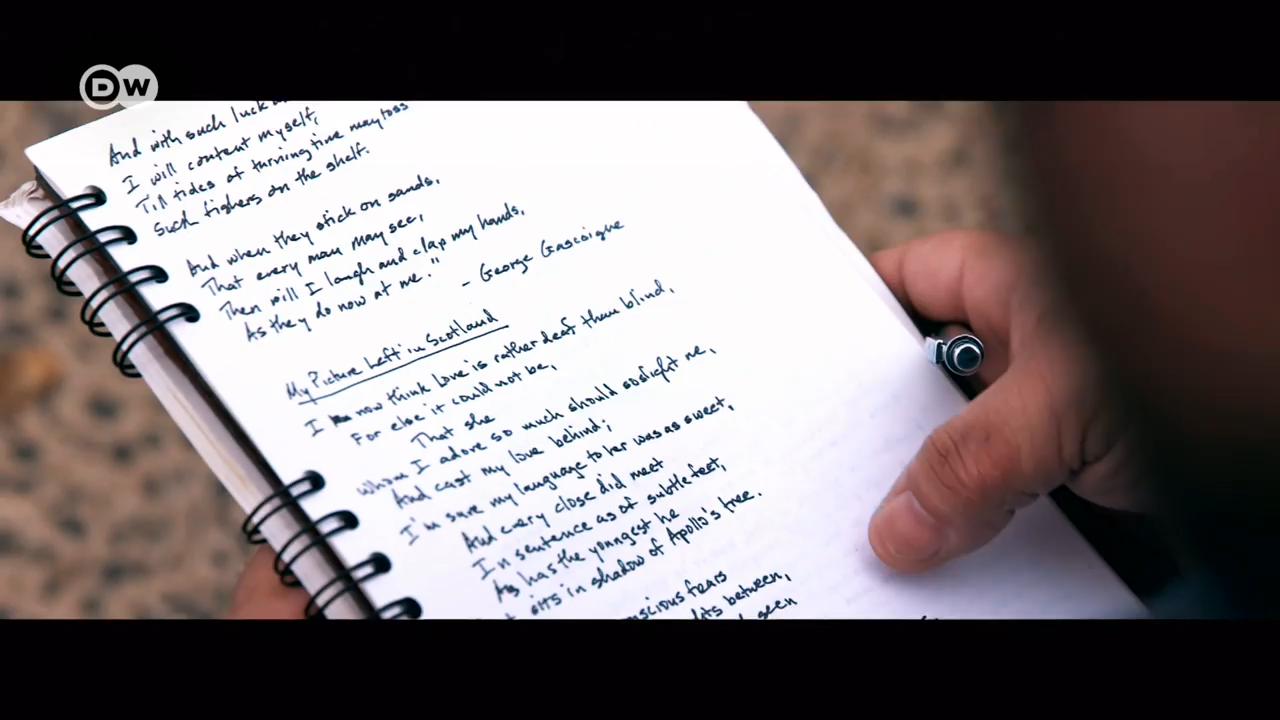 DW
And with such luck
I will content myself,
Till tides of turning time may toss
Such fishers on the shelf.
And when they stick on sands,
That every man may see,
Then will I laugh and clap my hands,
As they do now at me."
- George Gascoigne
My Picture Left in Scotland
I now think Love is rather deaf than blind,
For else it could not be,
That she
whom I adore so much should so slight me,
And cast my love behind;
I'm sure my language to her was as sweet,
And every close did meet
In sentence as of subtle feet,
As has the youngest he
sits in shadow of Apollo's tree.
fears
between,
seen